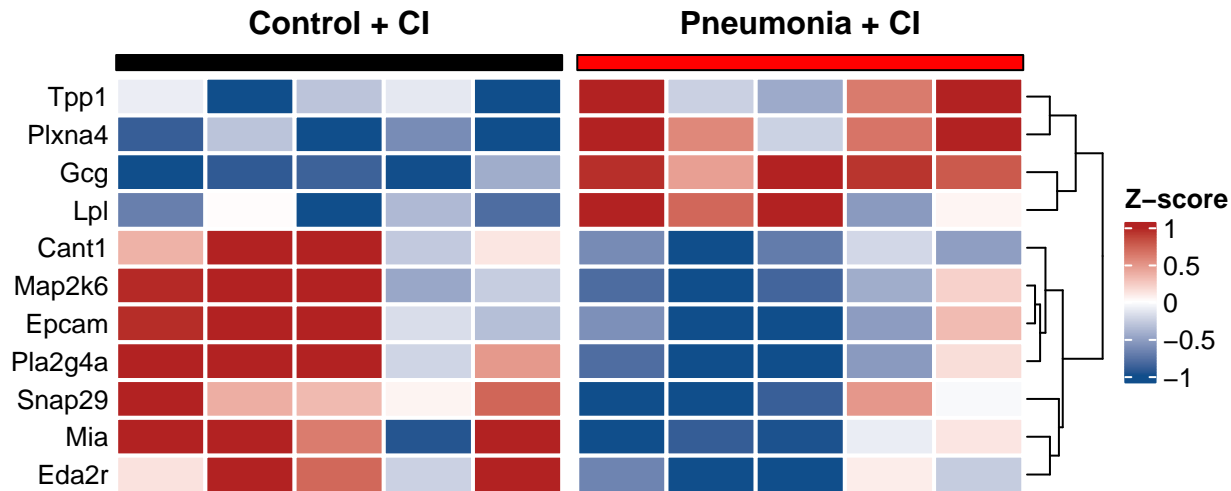 Control + CI
Pneumonia + CI
Tpp1
Plxna4
Gcg
Lpl
Cant1
Map2k6
Epcam
Pla2g4a
Snap29
Mia
Eda2r
Z−score
1
0.5
0
−0.5
−1